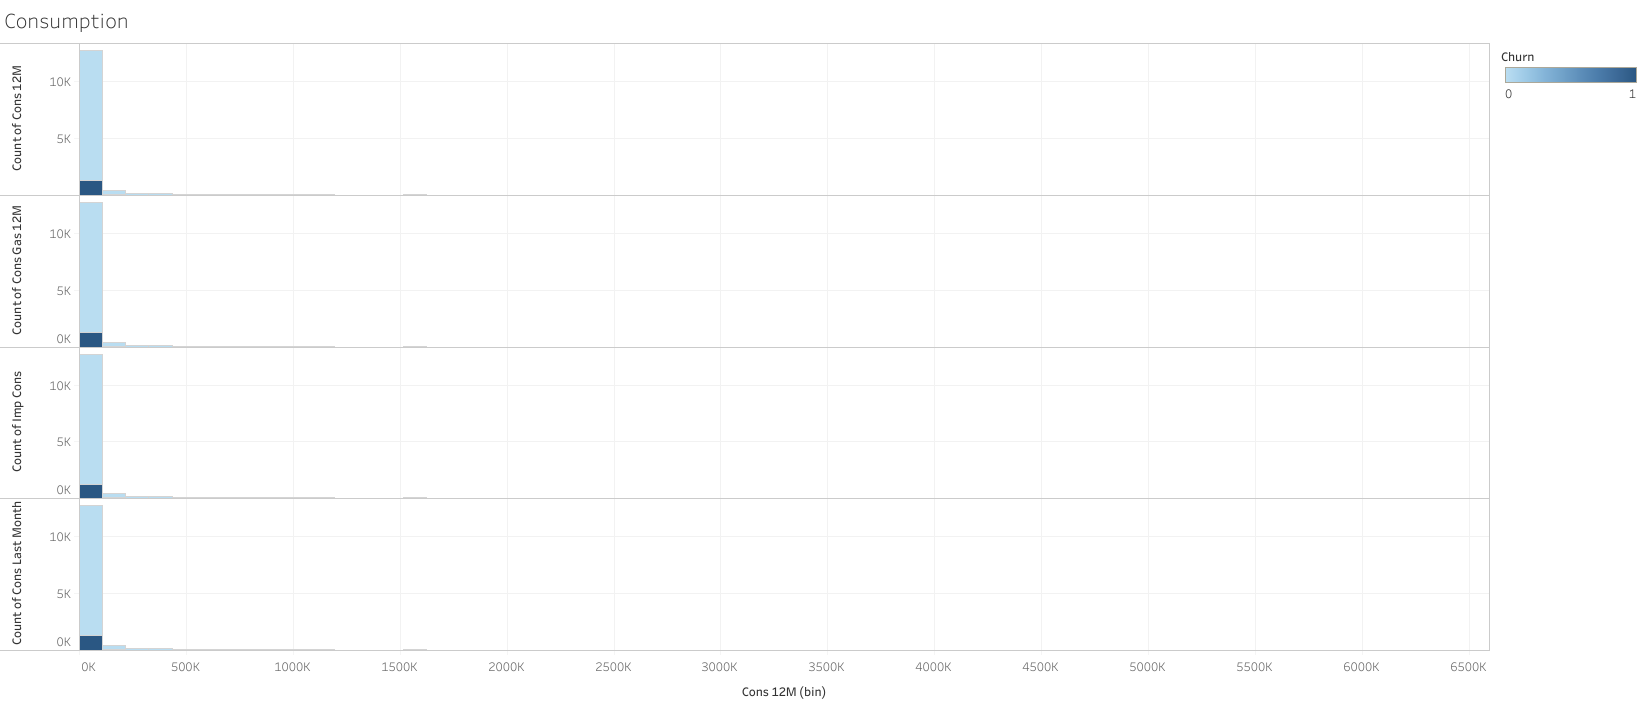 Consumption
Count of Cons 12M
10K
5K
Count of Cons Gas 12M
10K
5K
0K
Count of Imp Cons
10K
5K
0K
Count of Cons Last Month
10K
5K
0K
0K 500K 1000K 1500K 2000K 2500K 3000K 3500K 4000K 4500K 5000K 5500K 6000K 6500K
Cons 12M (bin)
Churn
0 1